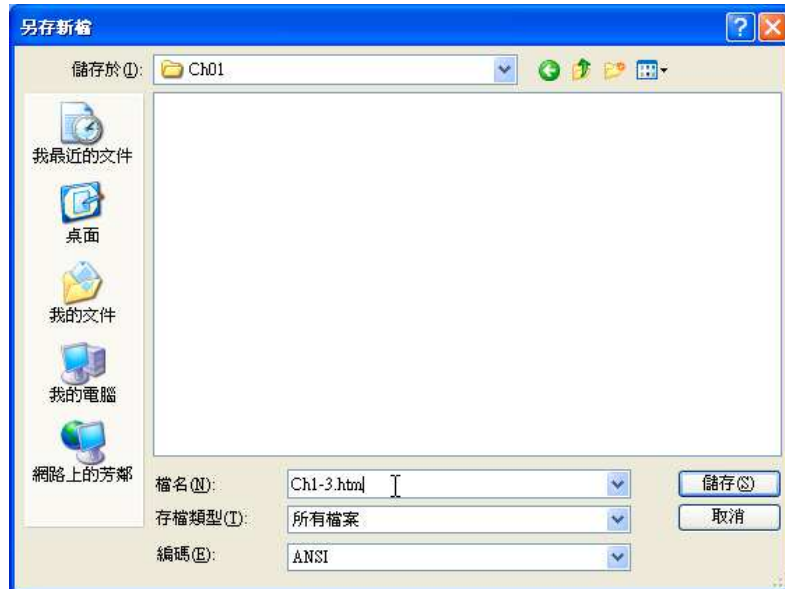 另存新檔
儲存於(I):
Ch01
我最近的文件
桌面
我的文件
我的電腦
網路上的芳鄰
檔名(N):
Ch1-3.htm
儲存(S)
存檔類型(T):
所有檔案
取消
編碼(E):
ANSI